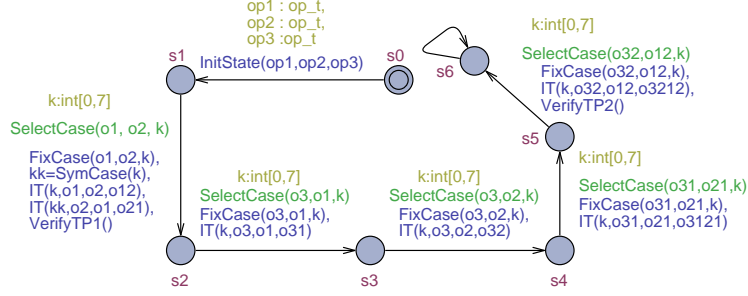 op1 : op_t,
op2 : op_t,
op3 :op_t
InitState(op1,op2,op3)
s0
s1
k:int[0,7]
SelectCase(o1, o2, k)
FixCase(o1,o2,k),
kk=SymCase(k),
IT(k,o1,o2,o12),
IT(kk,o2,o1,o21),
VerifyTP1()
s2
k:int[0,7]
SelectCase(o3,o1,k)
FixCase(o3,o1,k),
IT(k,o3,o1,o31)
s3
k:int[0,7]
SelectCase(o3,o2,k)
FixCase(o3,o2,k),
IT(k,o3,o2,o32)
s4
k:int[0,7]
SelectCase(o31,o21,k)
FixCase(o31,o21,k),
IT(k,o31,o21,o3121)
s5
k:int[0,7]
SelectCase(o32,o12,k)
FixCase(o32,o12,k),
IT(k,o32,o12,o3212),
VerifyTP2()
s6